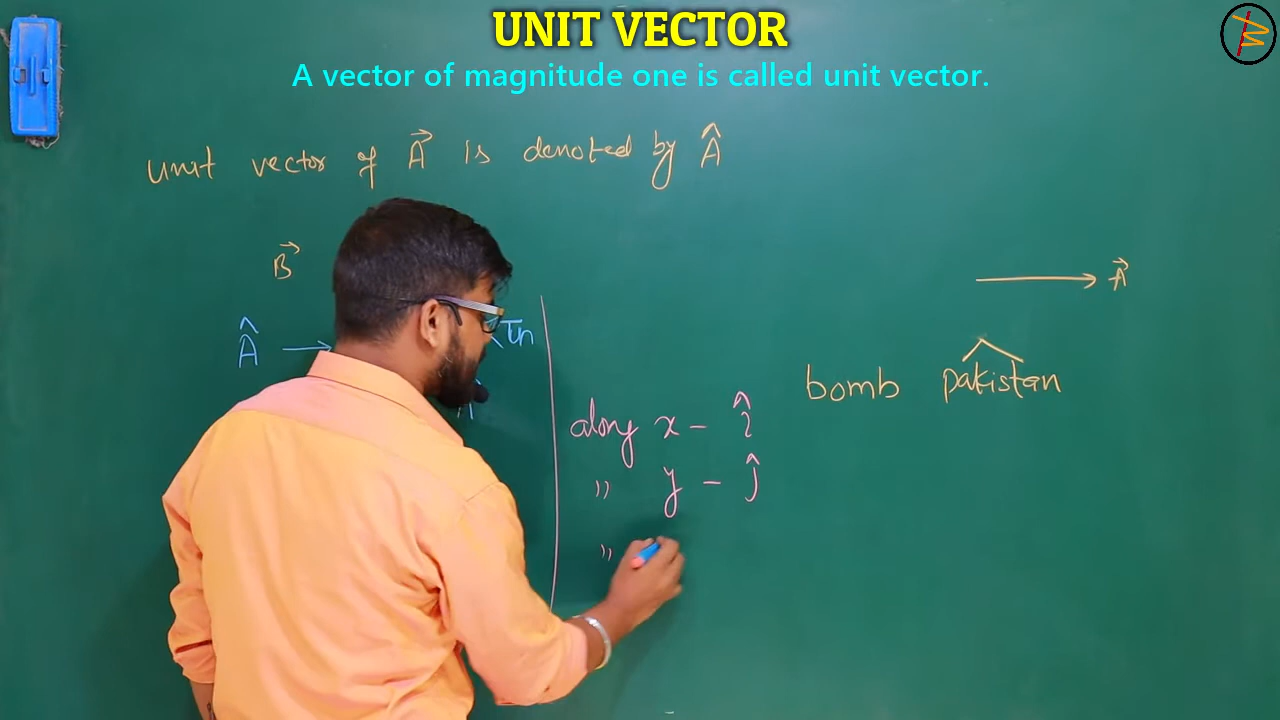 UNIT VECTOR
A vector of magnitude one is called unit vector.
unit vector of A⃗ is denoted by Â
B⃗
A⃗
Â →
along x - î
bomb pakistan
" y - ĵ
"